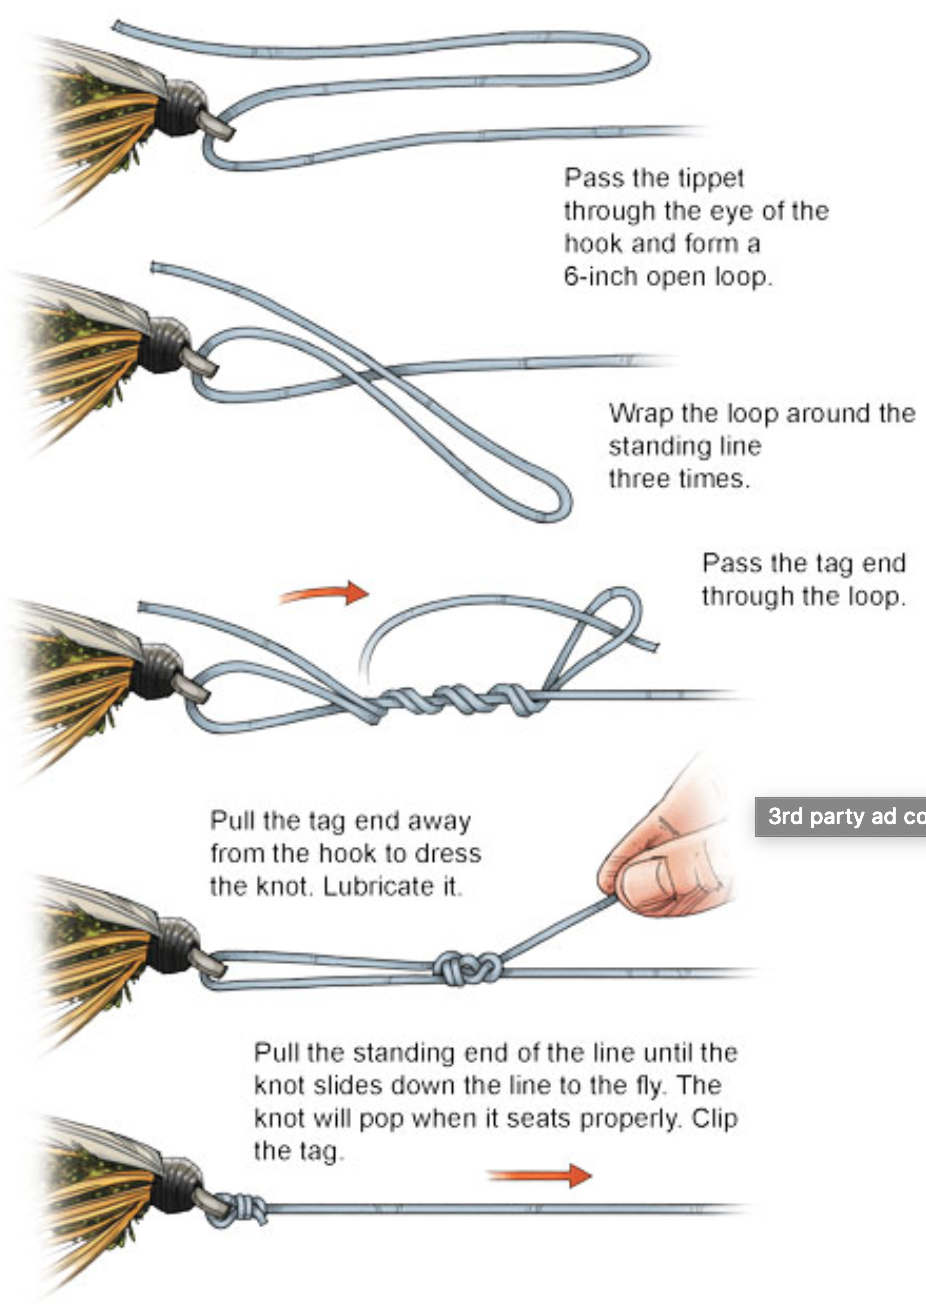 Pass the tippet
through the eye of the
hook and form a
6-inch open loop.
Wrap the loop around the
standing line
three times.
Pass the tag end
through the loop.
3rd party ad co
Pull the tag end away
from the hook to dress
the knot. Lubricate it.
Pull the standing end of the line until the
knot slides down the line to the fly. The
knot will pop when it seats properly. Clip
the tag.